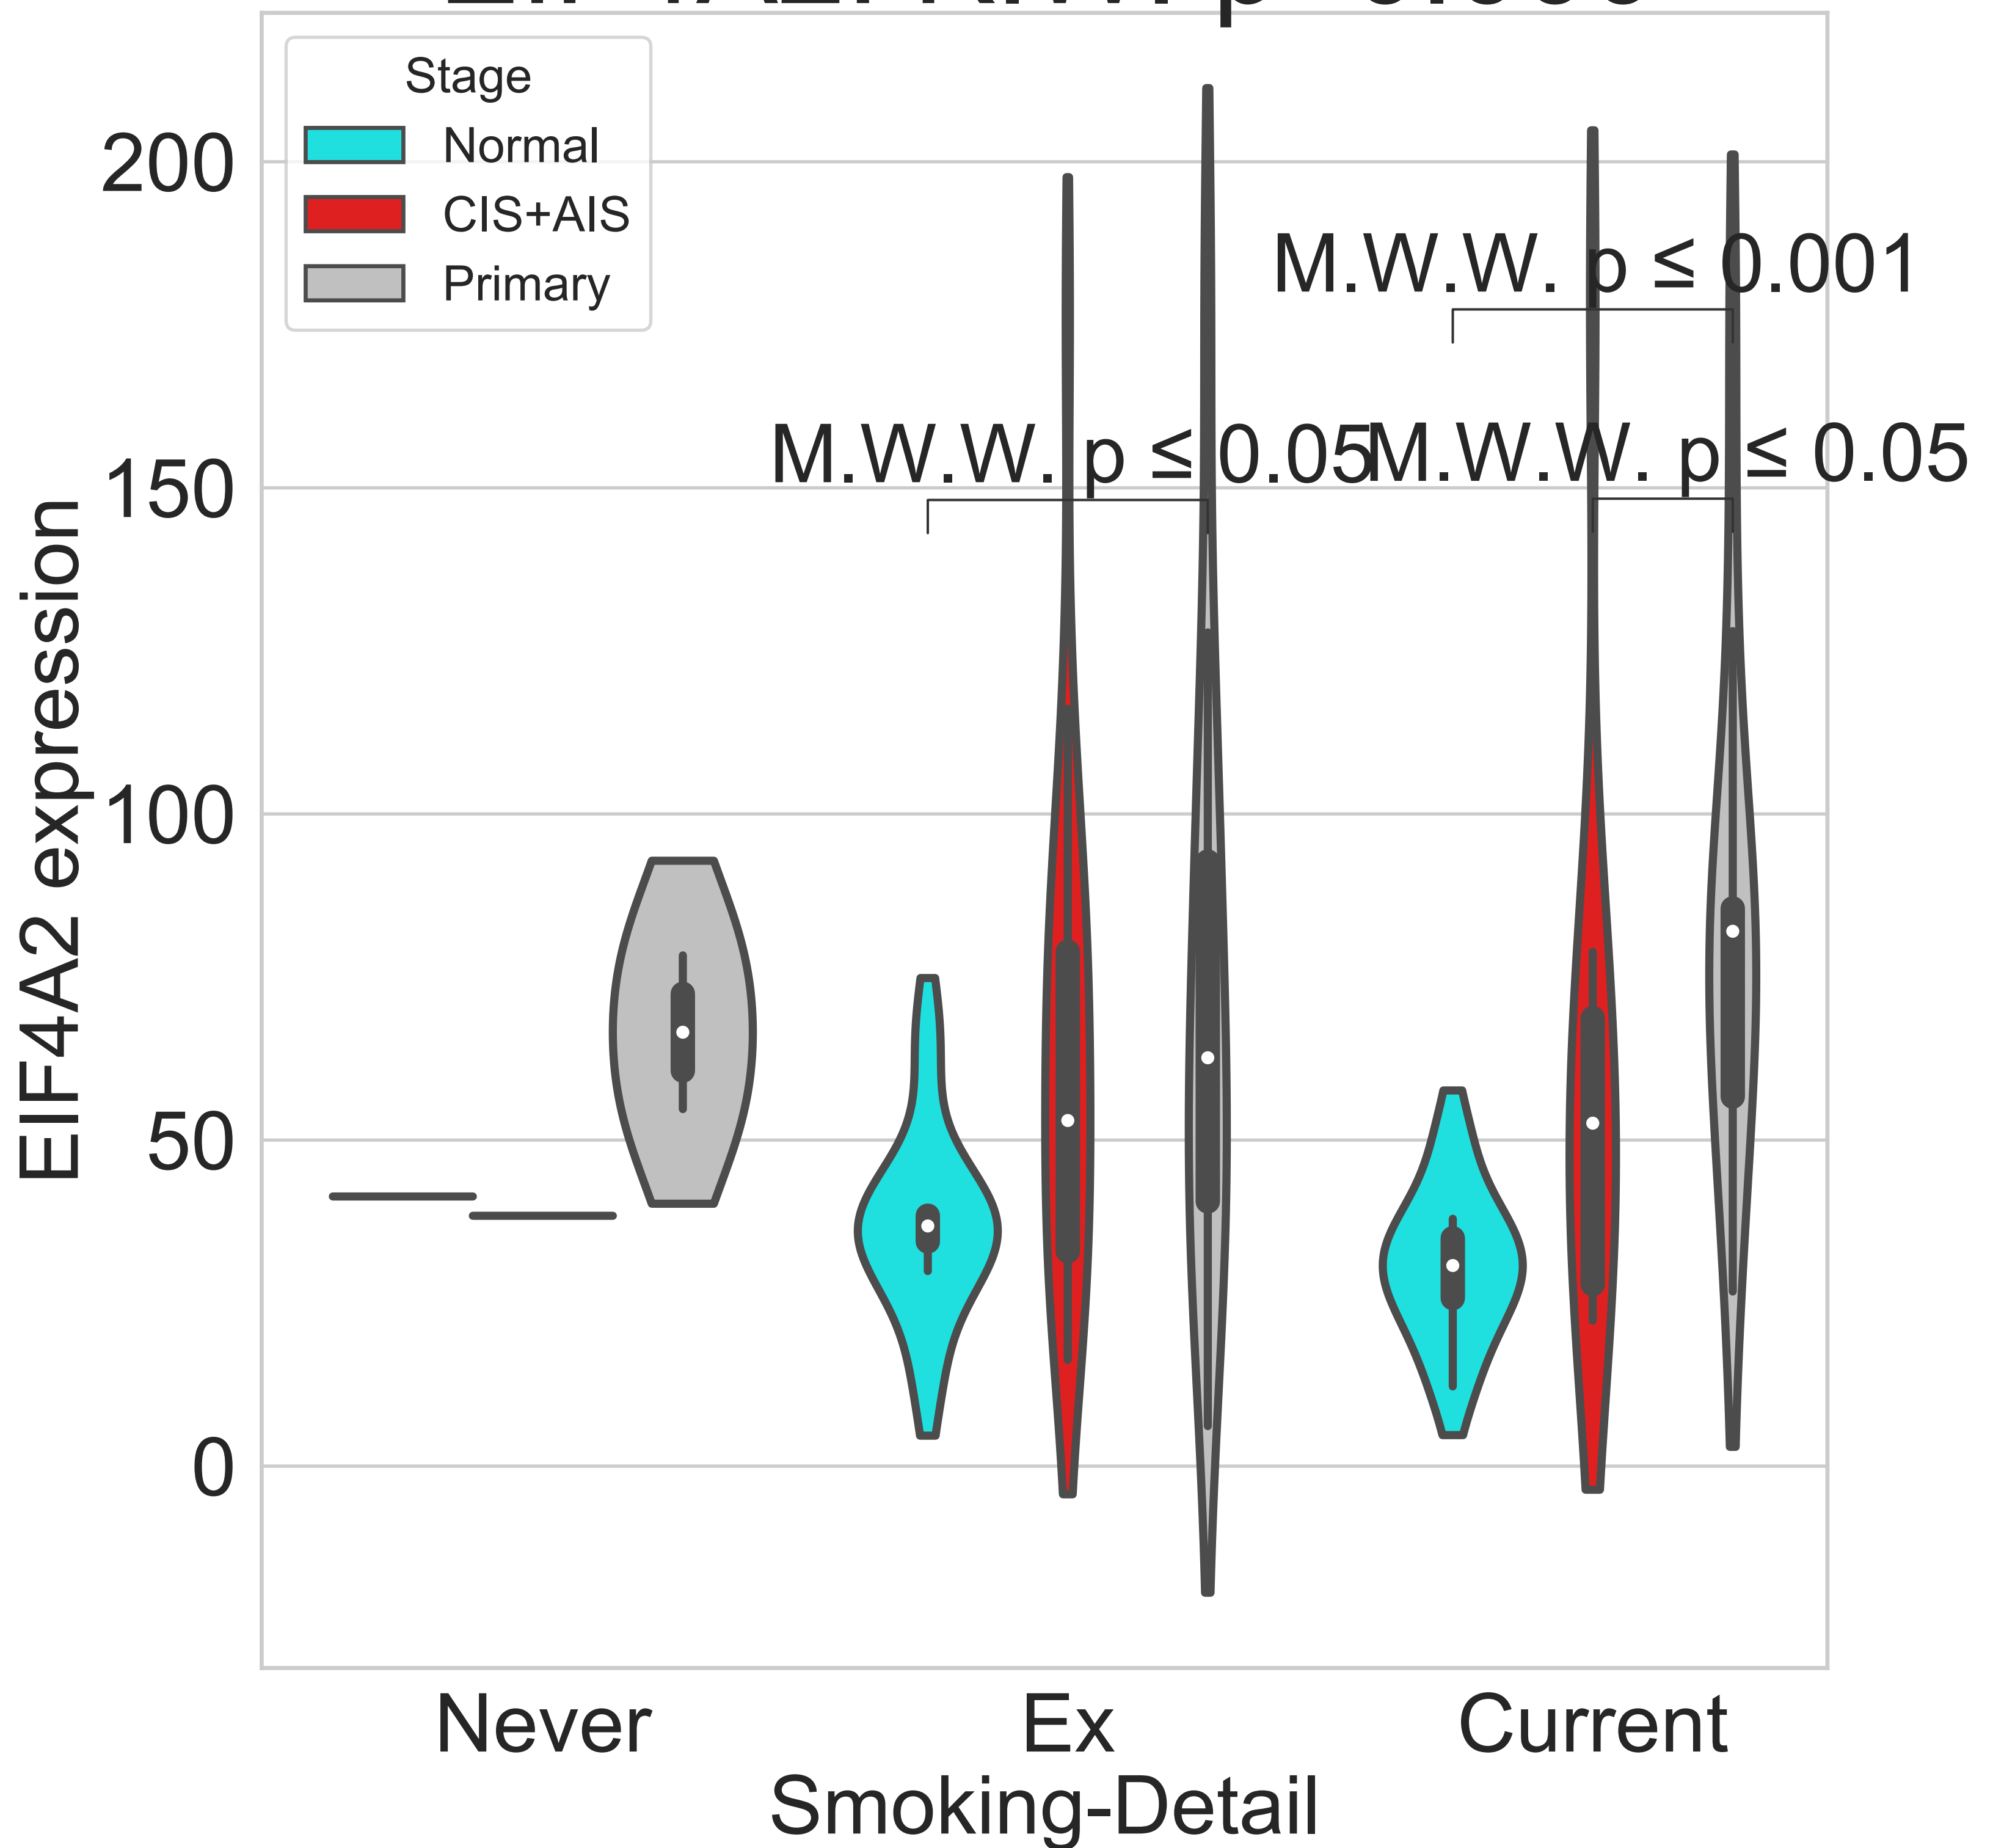 Stage
Normal
CIS+AIS
Primary
M.W.W. p ≤ 0.001
M.W.W. p ≤ 0.05
M.W.W. p ≤ 0.05
200
150
100
50
0
EIF4A2 expression
Never
Ex
Current
Smoking-Detail